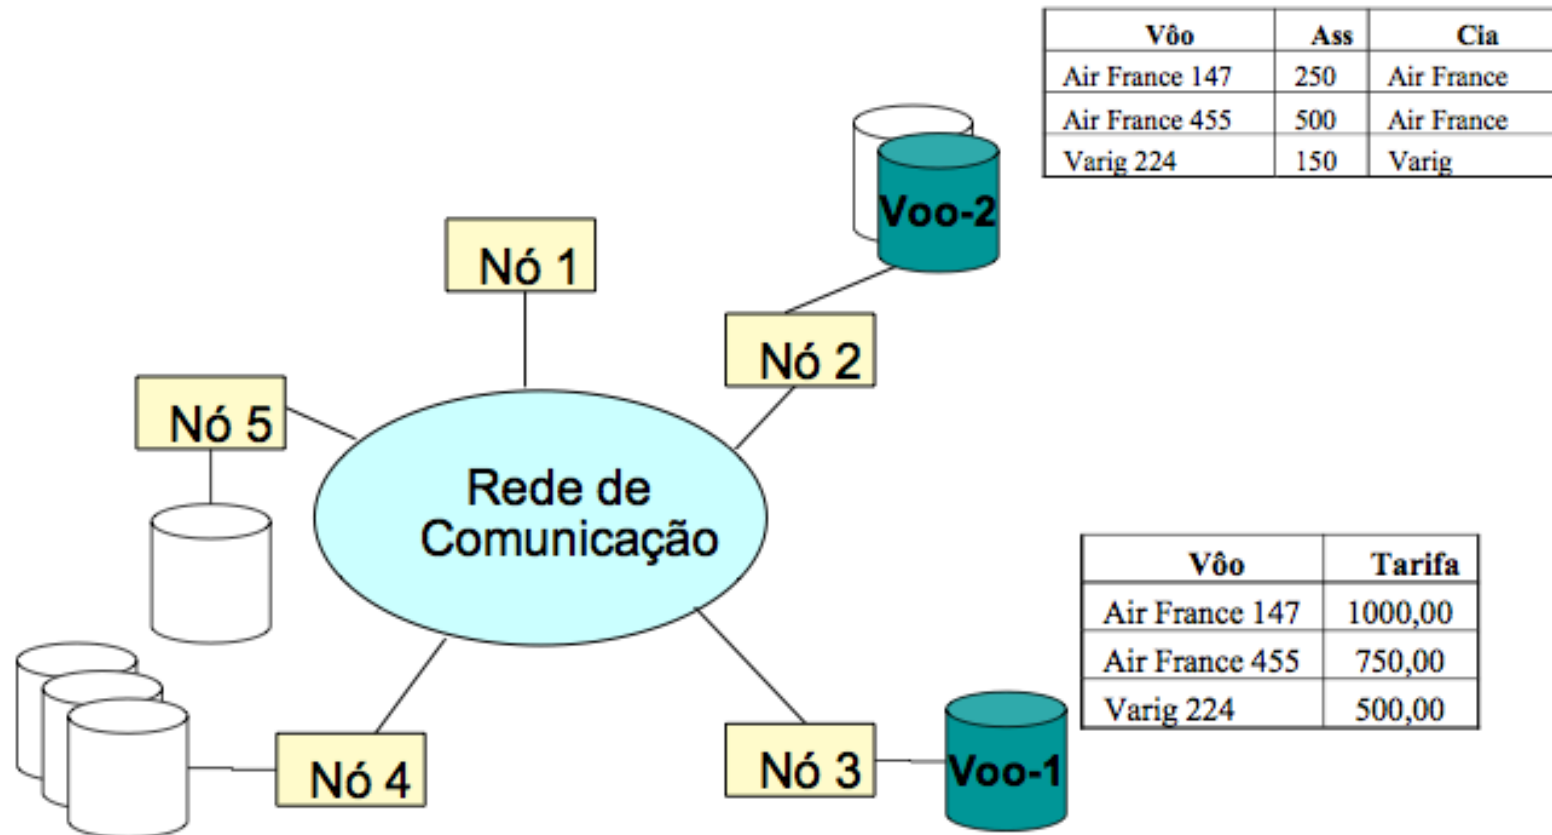 Vôo Ass Cia
Air France 147 250 Air France
Air France 455 500 Air France
Varig 224 150 Varig
Voo-2
Nó 1
Nó 2
Nó 5
Rede de
Comunicação
Vôo Tarifa
Air France 147 1000,00
Air France 455 750,00
Varig 224 500,00
Nó 4
Nó 3
Voo-1